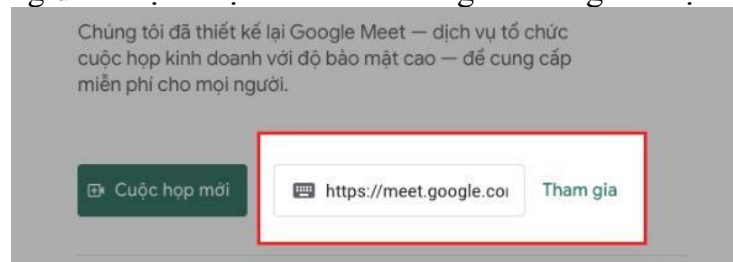 Chúng tôi đã thiết kế lại Google Meet — dịch vụ tổ chức
cuộc họp kinh doanh với độ bảo mật cao — để cung cấp
miễn phí cho mọi người.
Cuộc họp mới
https://meet.google.co
Tham gia